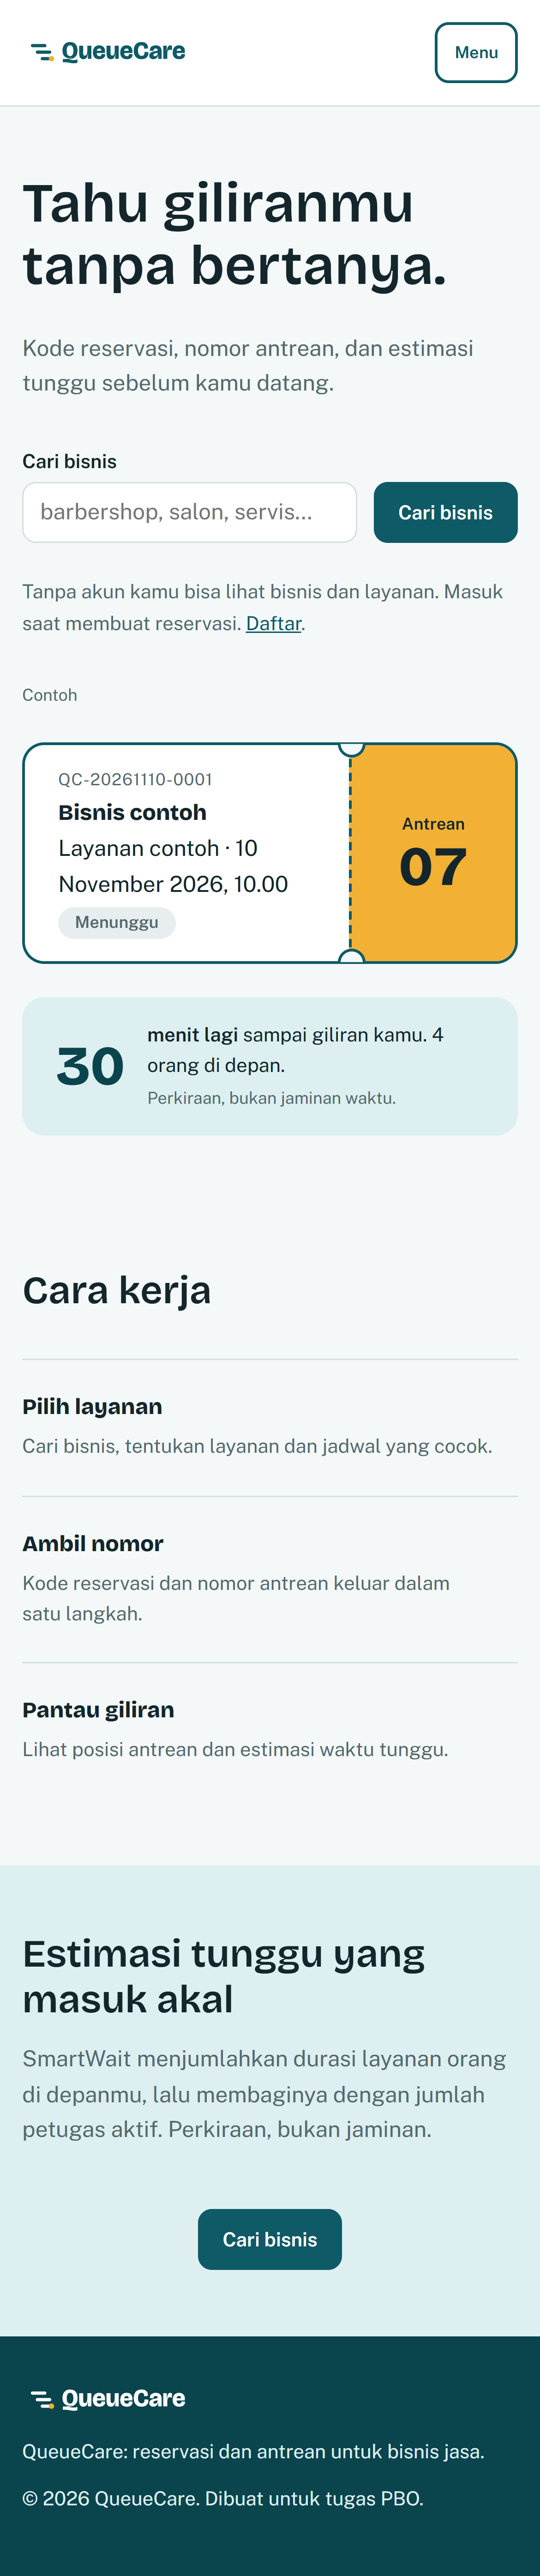 QueueCare
Menu
Tahu giliranmu
tanpa bertanya.
Kode reservasi, nomor antrean, dan estimasi
tunggu sebelum kamu datang.
Cari bisnis
barbershop, salon, servis...
Cari bisnis
Tanpa akun kamu bisa lihat bisnis dan layanan. Masuk
saat membuat reservasi. Daftar.
Contoh
QC-20261110-0001
Bisnis contoh
Layanan contoh · 10
November 2026, 10.00
Menunggu
Antrean
07
30
menit lagi sampai giliran kamu. 4
orang di depan.
Perkiraan, bukan jaminan waktu.
Cara kerja
Pilih layanan
Cari bisnis, tentukan layanan dan jadwal yang cocok.
Ambil nomor
Kode reservasi dan nomor antrean keluar dalam
satu langkah.
Pantau giliran
Lihat posisi antrean dan estimasi waktu tunggu.
Estimasi tunggu yang
masuk akal
SmartWait menjumlahkan durasi layanan orang
di depanmu, lalu membaginya dengan jumlah
petugas aktif. Perkiraan, bukan jaminan.
Cari bisnis
QueueCare
QueueCare: reservasi dan antrean untuk bisnis jasa.
© 2026 QueueCare. Dibuat untuk tugas PBO.